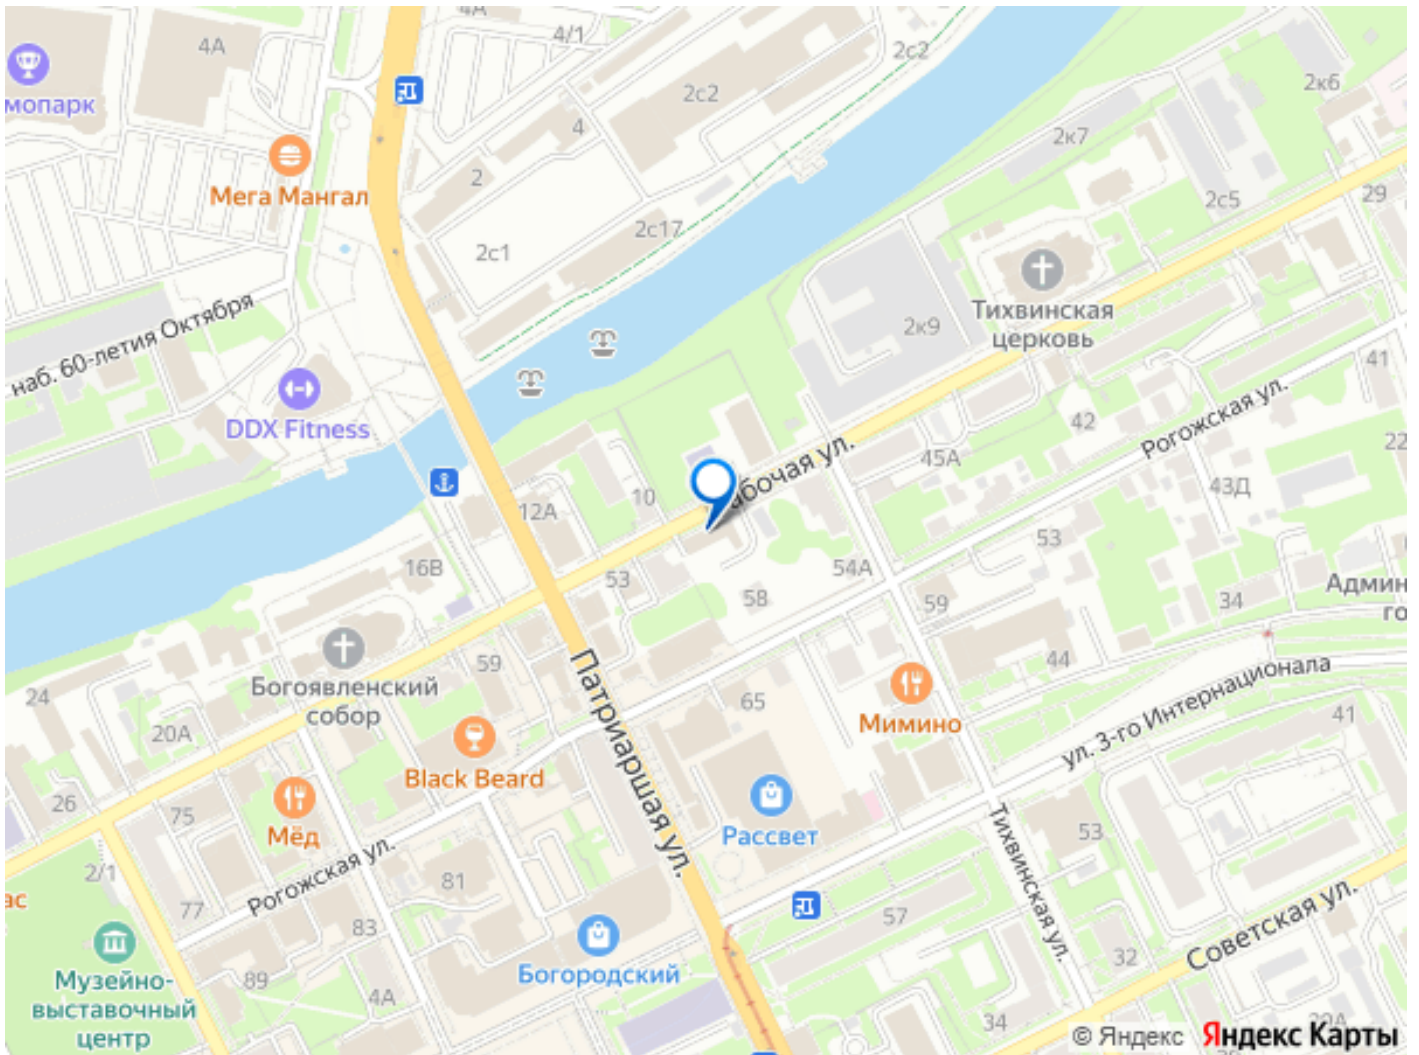 4А
4А
4/1
2с2
2с2
мопарк
4
2к6
2к7
2
Мега Мангал
2с5
29
2с17
2с1
Тихвинская
церковь
2к9
наб. 60-летия Октября
41
DDX Fitness
Рогожская ул.
42
22
45А
43Д
10
12А
53
16В
53
54А
58
59
34
Админ
го
59
44
24
Богоявленский
собор
20А
Патриаршая ул.
65
Мимино
ул. 3-го Интернационала
41
Black Beard
26
75
Мёд
Рассвет
Тихвинская ул.
53
2/1
Рогожская ул.
81
ас
77
83
57
Советская ул.
32
Богородский
89
4А
Музейно-
выставочный
центр
34
20А
© Яндекс Яндекс Карты